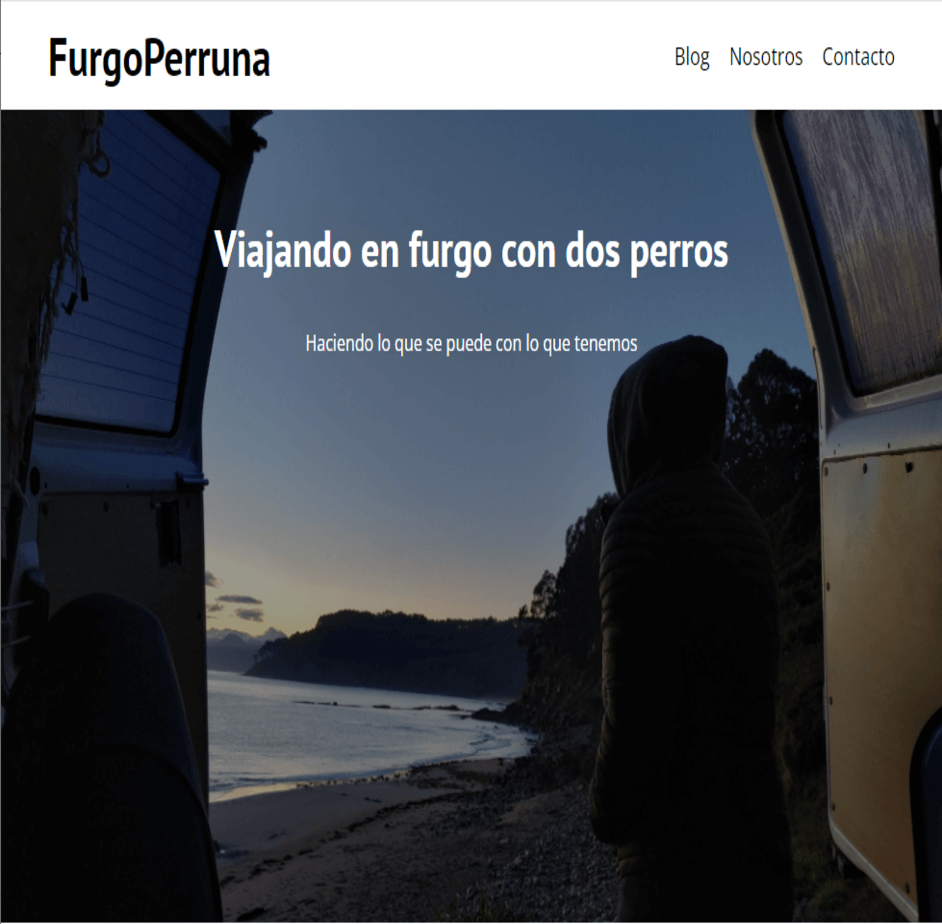 FurgoPerruna
Blog Nosotros Contacto
Viajando en furgo con dos perros
Haciendo lo que se puede con lo que tenemos